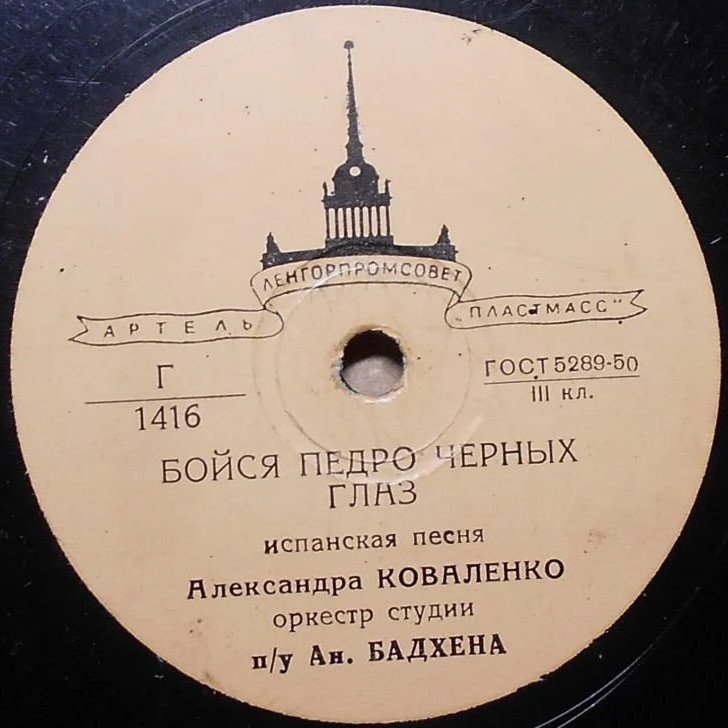 ЛЕНГОРПРОМСОВЕТ
АРТЕЛЬ "ПЛАСТМАСС"
Г
1416
ГОСТ 5289-50
III кл.
БОЙСЯ ПЕДРО ЧЕРНЫХ
ГЛАЗ
испанская песня
Александра КОВАЛЕНКО
оркестр студии
п/у Ан. БАДХЕНА